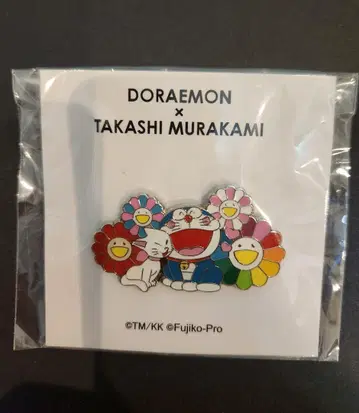 DORAEMON
×
TAKASHI MURAKAMI
©TM/KK ©Fujiko-Pro